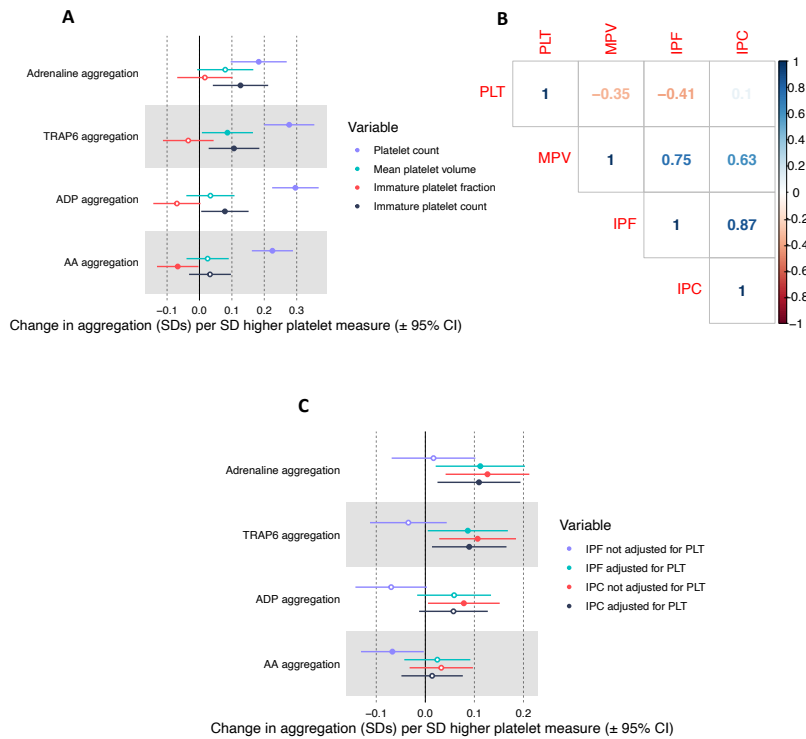 A
Adrenaline aggregation
TRAP6 aggregation
ADP aggregation
AA aggregation
−0.1 0.0 0.1 0.2 0.3
Change in aggregation (SDs) per SD higher platelet measure (± 95% CI)
Variable
Platelet count
Mean platelet volume
Immature platelet fraction
Immature platelet count
B
PLT MPV IPF IPC
PLT 1 −0.35 −0.41 0.1
MPV 1 0.75 0.63
IPF 1 0.87
IPC 1
1
0.8
0.6
0.4
0.2
0
−0.2
−0.4
−0.6
−0.8
−1
C
Adrenaline aggregation
TRAP6 aggregation
ADP aggregation
AA aggregation
−0.1 0.0 0.1 0.2
Change in aggregation (SDs) per SD higher platelet measure (± 95% CI)
Variable
IPF not adjusted for PLT
IPF adjusted for PLT
IPC not adjusted for PLT
IPC adjusted for PLT